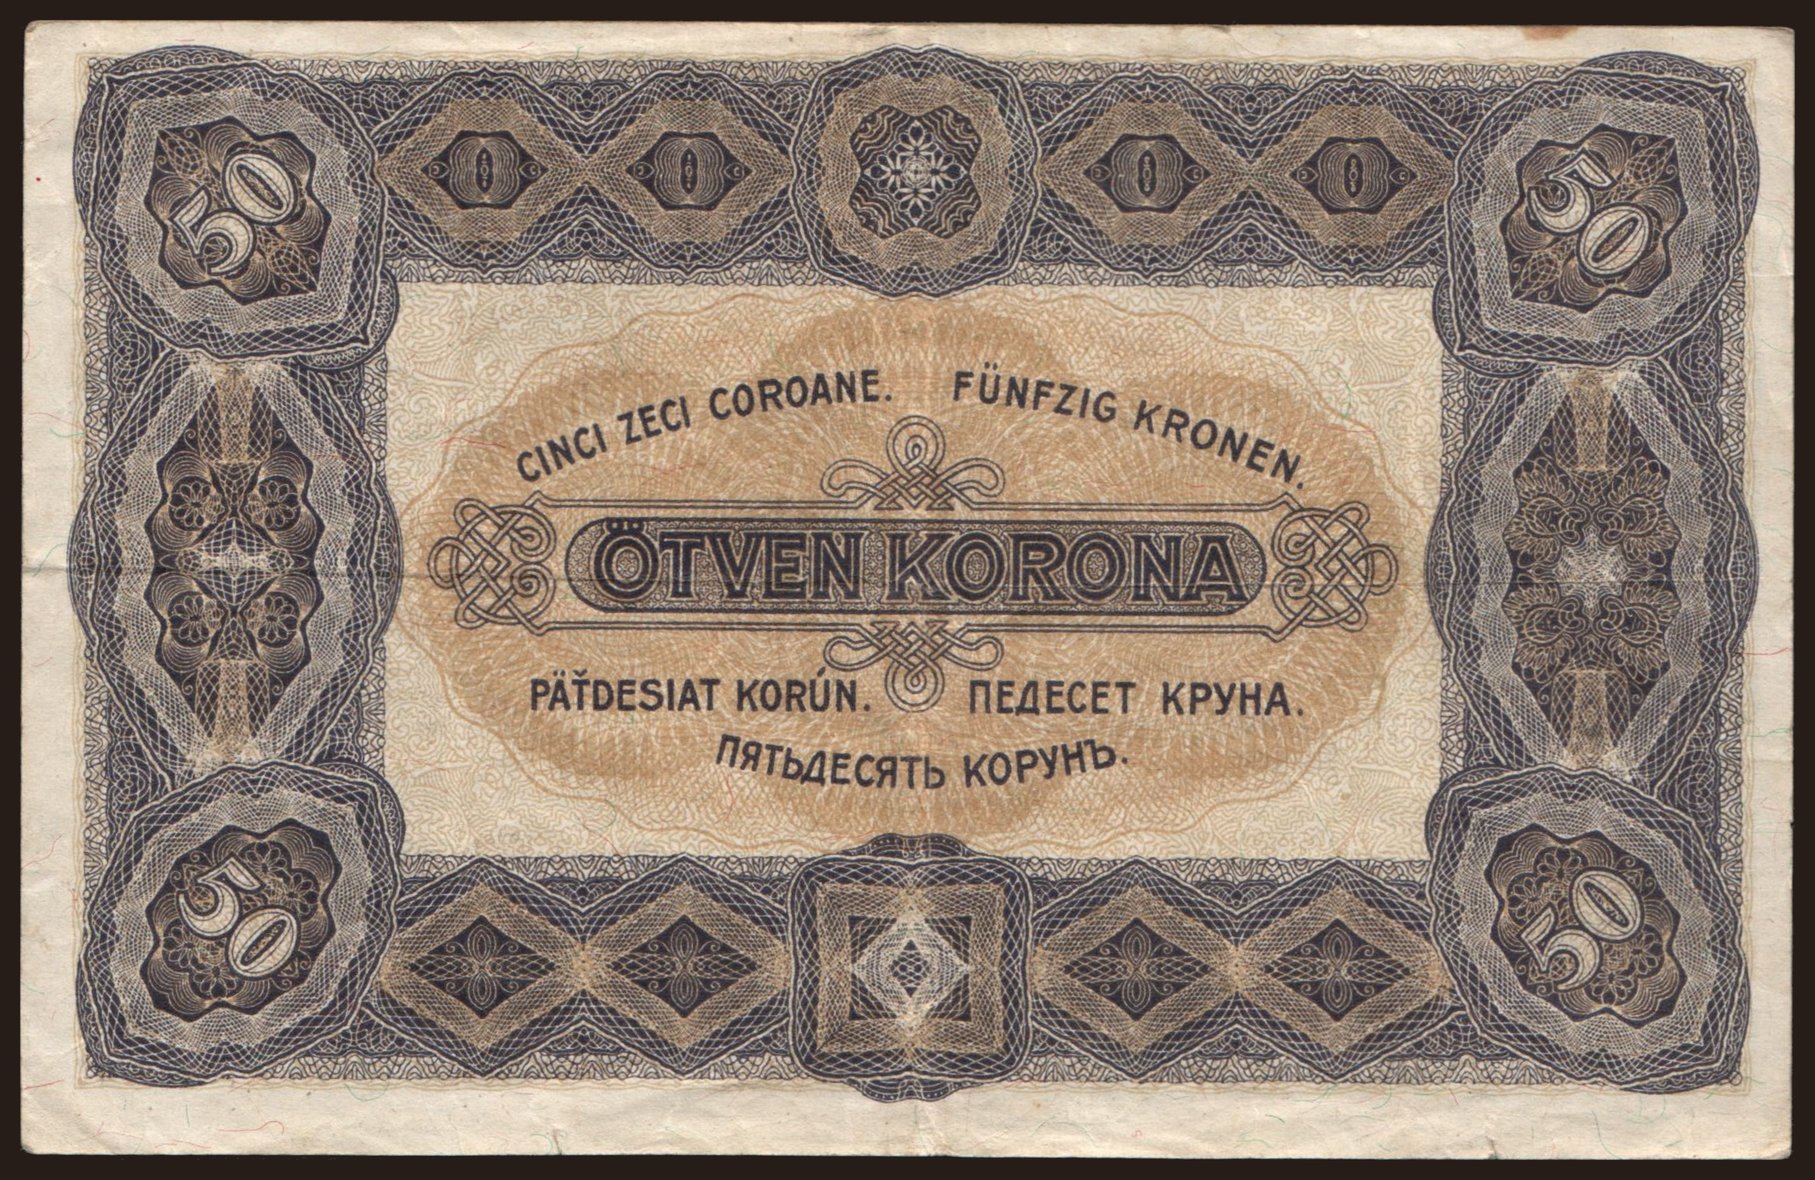 50
50
CINCI ZECI COROANE. FÜNFZIG KRONEN.
ÖTVEN KORONA
PÄŤDESIAT KORÚN. ПЕДЕСЕТ КРУНА.
ПЯТЬДЕСЯТЬ КОРУНЪ.
50
50